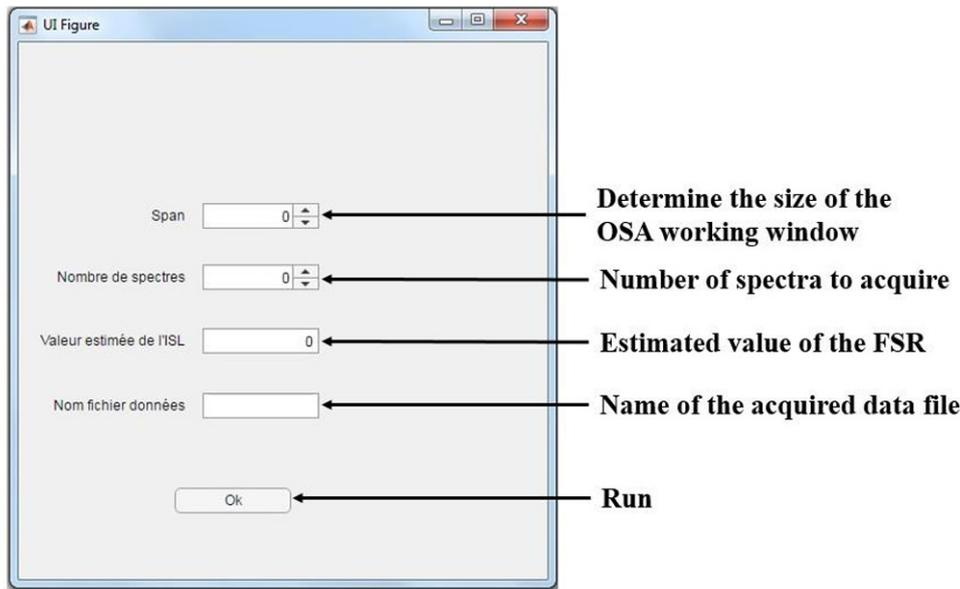 UI Figure
Span
0
Determine the size of the
OSA working window
Nombre de spectres
0
Number of spectra to acquire
Valeur estimée de l'ISL
0
Estimated value of the FSR
Nom fichier données
Name of the acquired data file
Ok
Run